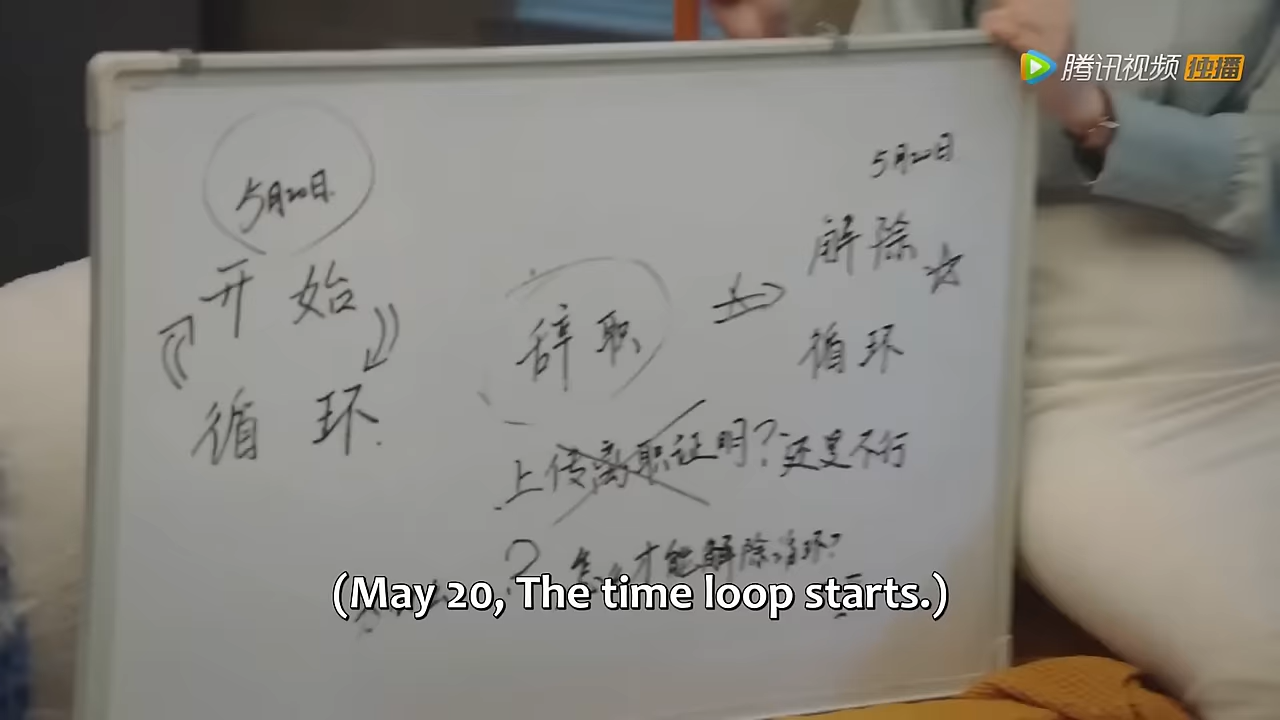 腾讯视频 独播
5月20日
开始
循环
辞职
5月20日
解除
循环
上传离职证明?还是不行
? 怎么才能解除循环?
(May 20, The time loop starts.)